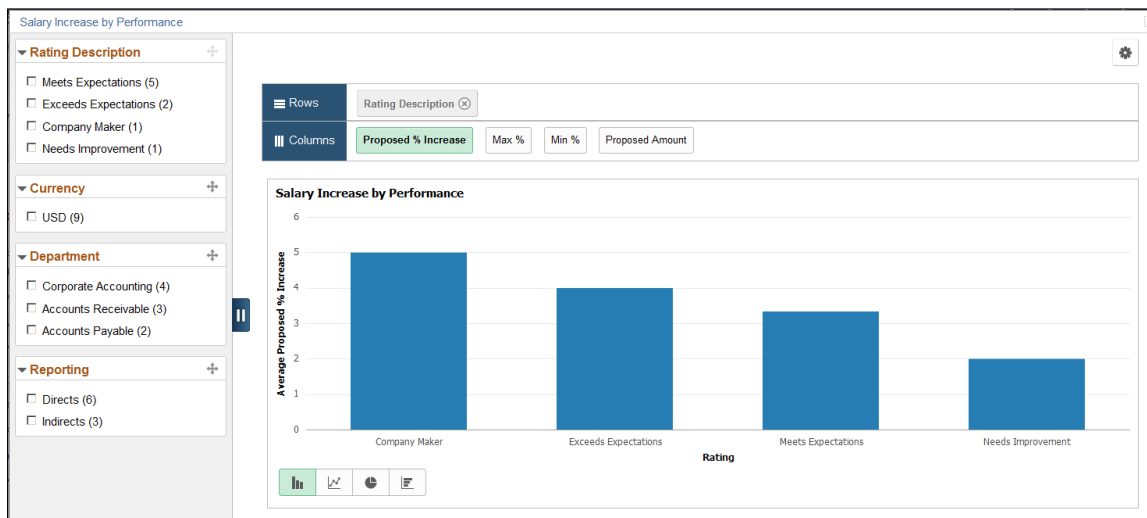 Salary Increase by Performance
Rating Description
Meets Expectations (5)
Exceeds Expectations (2)
Company Maker (1)
Needs Improvement (1)
Currency
USD (9)
Department
Corporate Accounting (4)
Accounts Receivable (3)
Accounts Payable (2)
Reporting
Directs (6)
Indirects (3)
Rows
Rating Description
Columns
Proposed % Increase Max % Min % Proposed Amount
Salary Increase by Performance
Average Proposed % Increase
6
5
4
3
2
1
0
Company Maker Exceeds Expectations Meets Expectations Needs Improvement
Rating